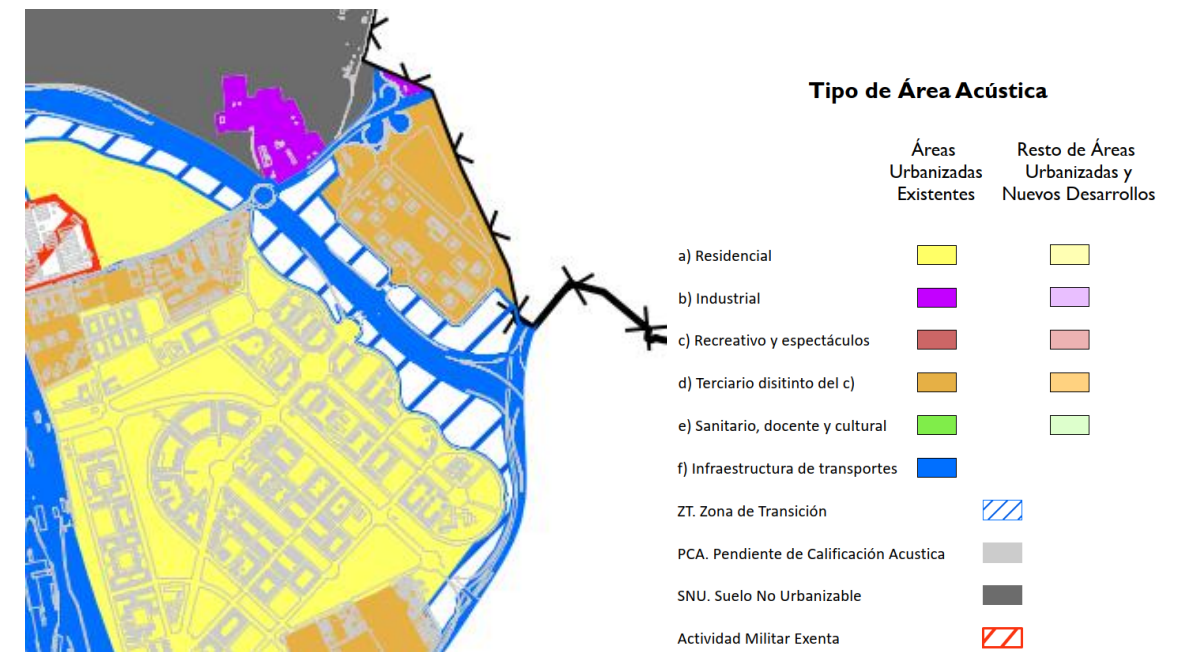 Tipo de Área Acústica
Áreas
Urbanizadas
Existentes
Resto de Áreas
Urbanizadas y
Nuevos Desarrollos
a) Residencial
b) Industrial
c) Recreativo y espectáculos
d) Terciario disitinto del c)
e) Sanitario, docente y cultural
f) Infraestructura de transportes
ZT. Zona de Transición
PCA. Pendiente de Calificación Acustica
SNU. Suelo No Urbanizable
Actividad Militar Exenta